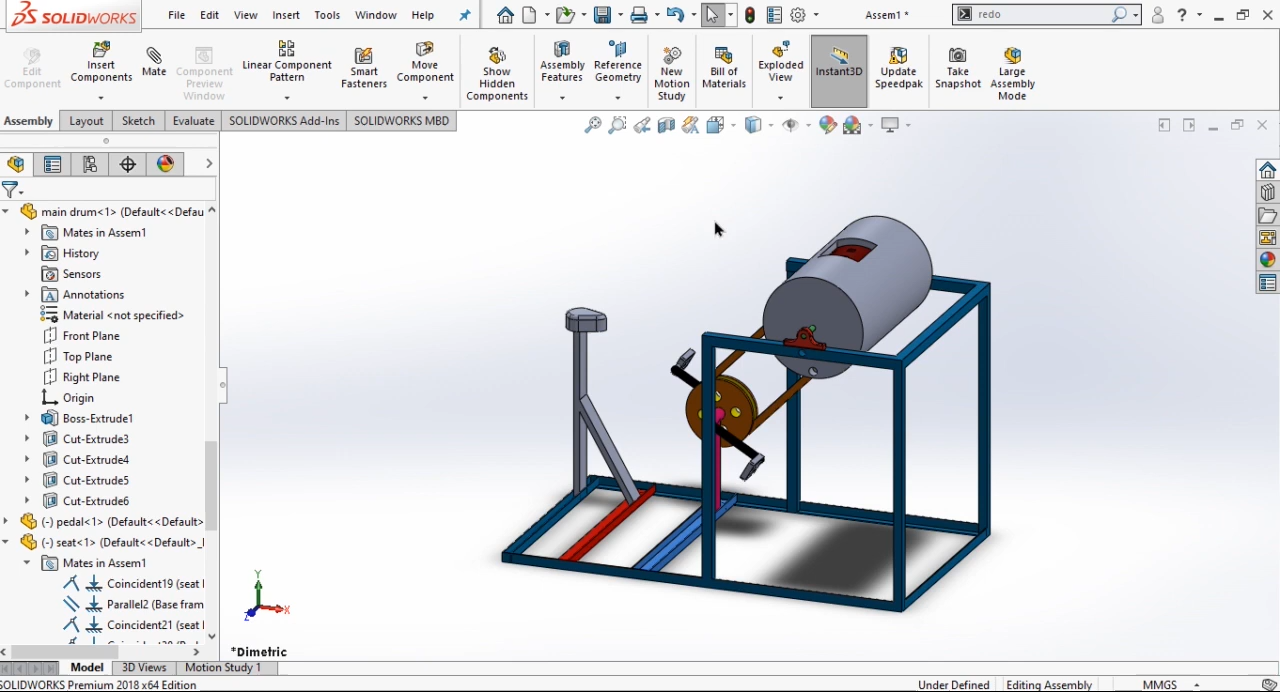 SOLIDWORKS File Edit View Insert Tools Window Help Assem1 * redo ?
Edit Component
Insert Components
Mate
Component Preview Window
Linear Component Pattern
Smart Fasteners
Move Component
Show Hidden Components
Assembly Features
Reference Geometry
New Motion Study
Bill of Materials
Exploded View
Instant3D
Update Speedpak
Take Snapshot
Large Assembly Mode
Assembly Layout Sketch Evaluate SOLIDWORKS Add-Ins SOLIDWORKS MBD
main drum<1> (Default<<Defau
Mates in Assem1
History
Sensors
Annotations
Material <not specified>
Front Plane
Top Plane
Right Plane
Origin
Boss-Extrude1
Cut-Extrude3
Cut-Extrude4
Cut-Extrude5
Cut-Extrude6
(-) pedal<1> (Default<<Default>
(-) seat<1> (Default<<Default>_
Mates in Assem1
Coincident19 (seat
Parallel2 (Base fram
Coincident21 (seat
Y
X
Z
*Dimetric
Model 3D Views Motion Study 1
SOLIDWORKS Premium 2018 x64 Edition Under Defined Editing Assembly MMGS